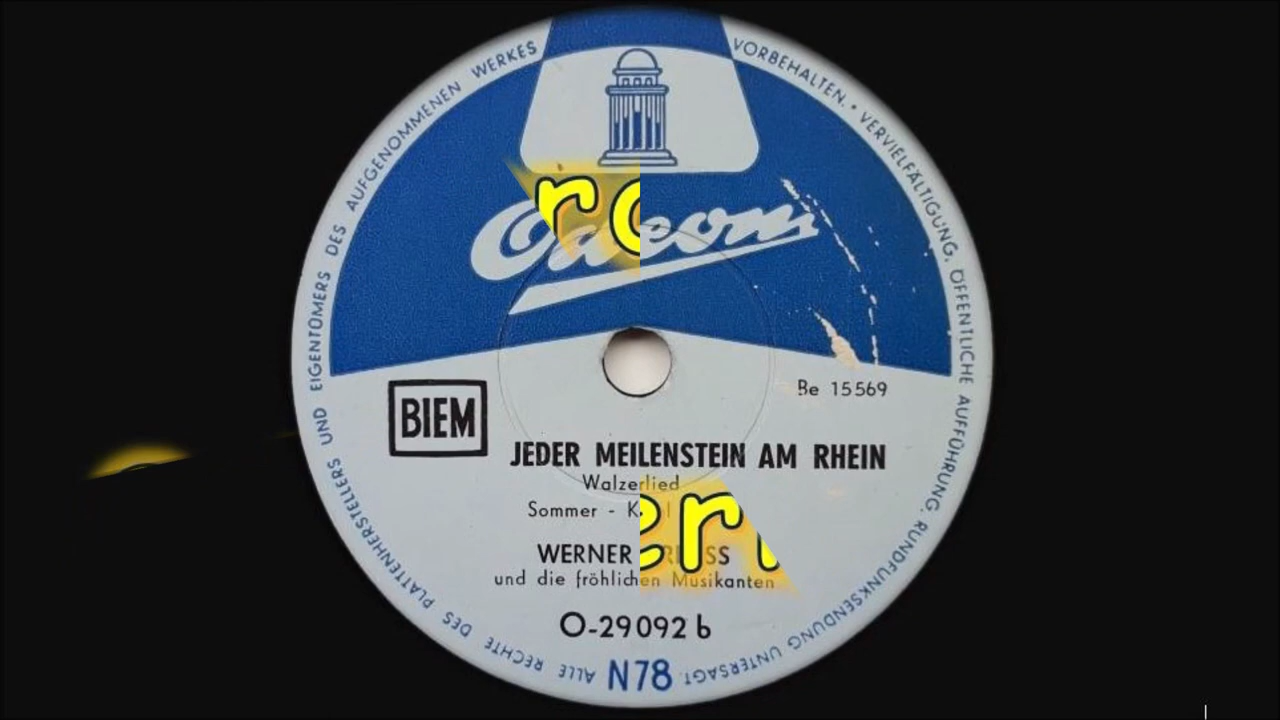 ALLE RECHTE DES PLATTENHERSTELLERS UND EIGENTÜMERS DES AUFGENOMMENEN WERKES VORBEHALTEN. • VERVIELFÄLTIGUNG, ÖFFENTLICHE AUFFÜHRUNG, RUNDFUNKSENDUNG UNTERSAGT.
Odeon
Be 15569
BIEM
JEDER MEILENSTEIN AM RHEIN
Walzerlied
Sommer -
WERNER
und die fröhlichen Musikanten
O-29092 b
N78